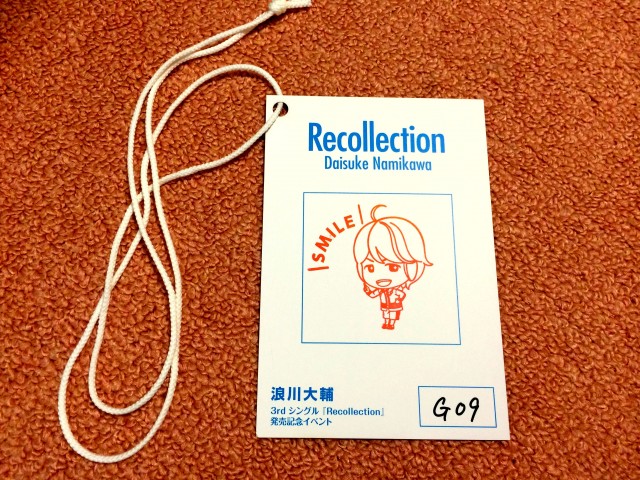 Recollection
Daisuke Namikawa
SMILE
浪川大輔
3rd シングル『Recollection』
発売記念イベント
G09